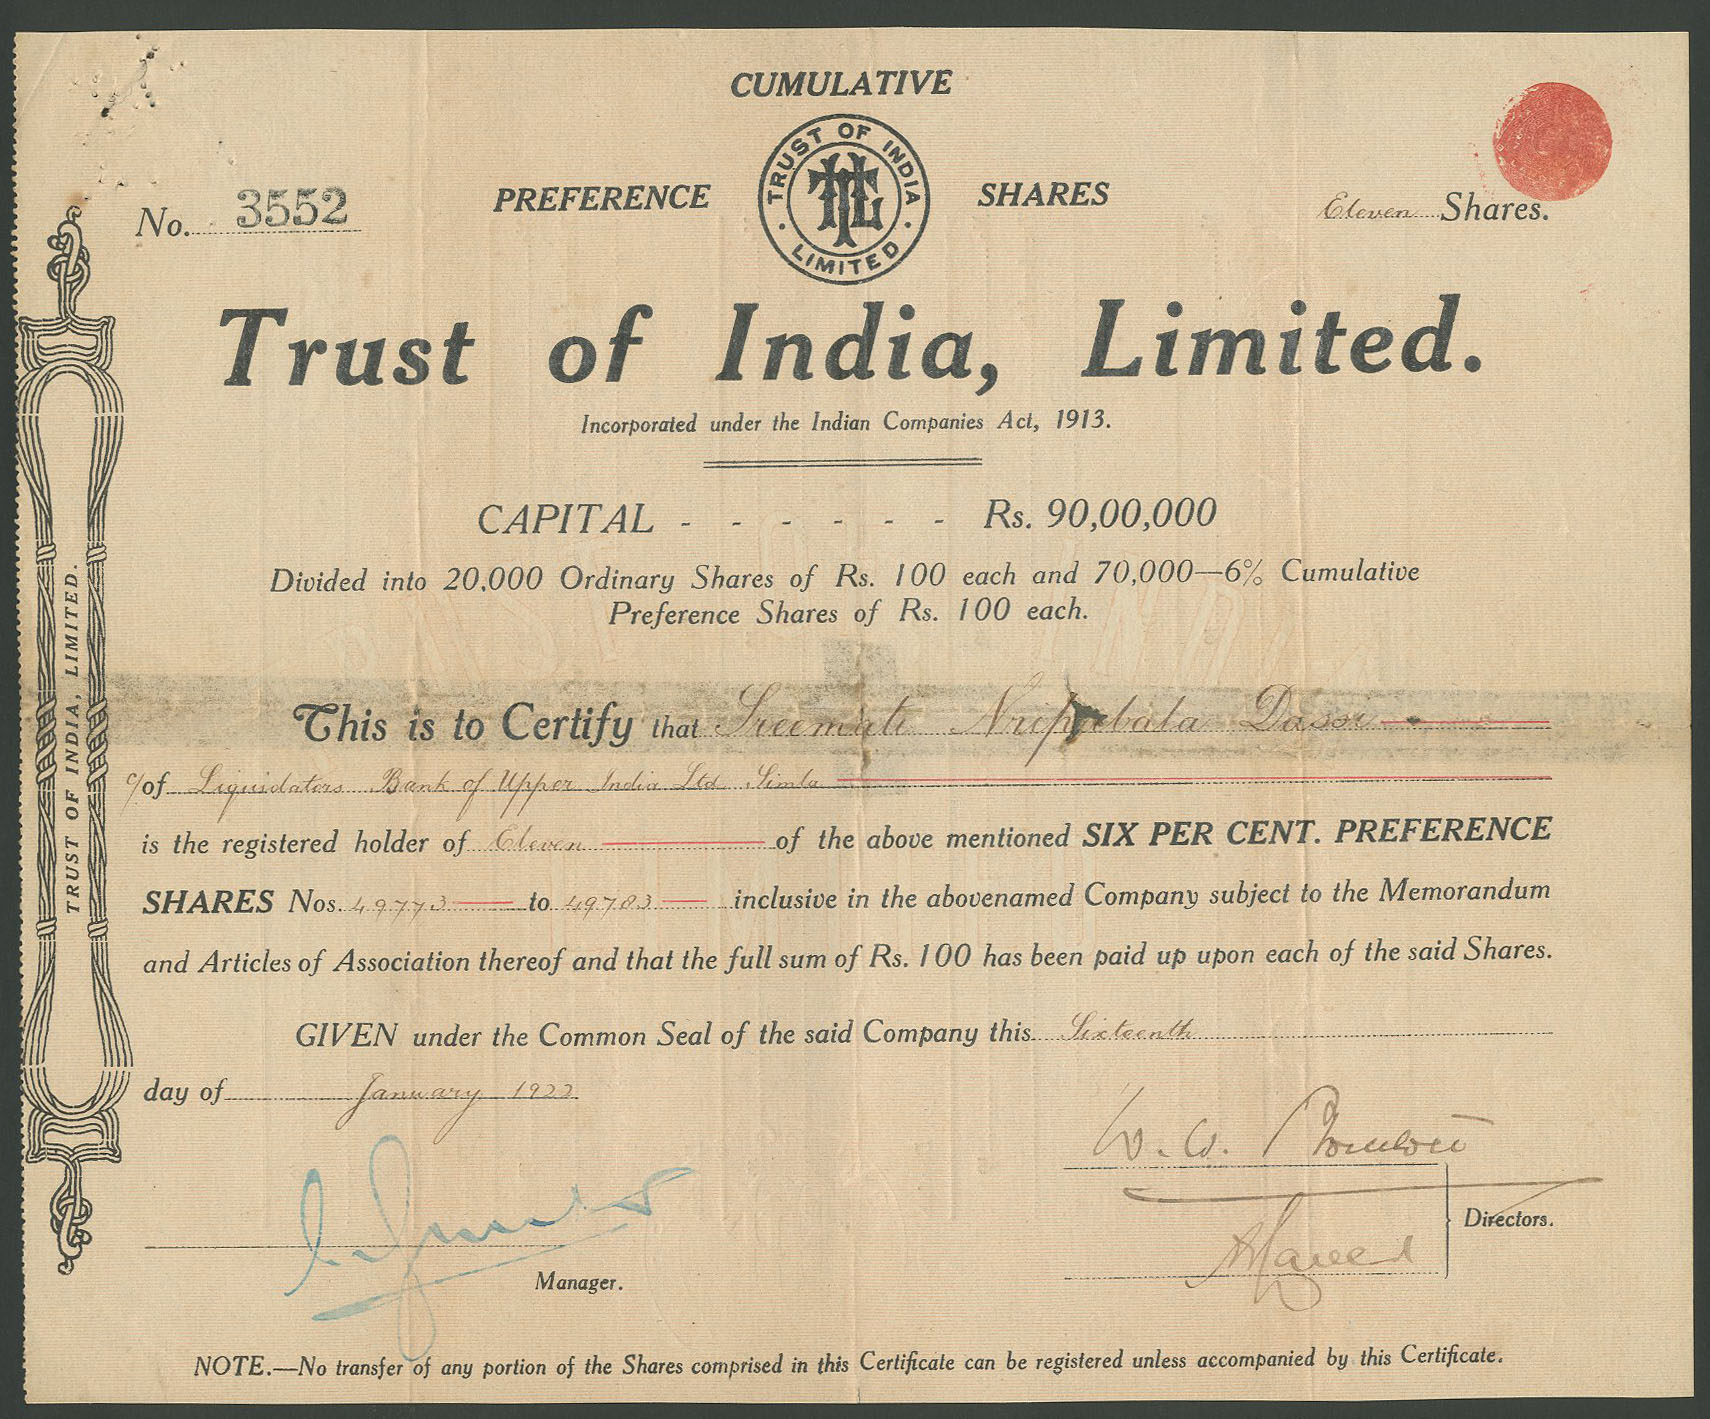 CUMULATIVE
TRUST OF INDIA
LIMITED
No. 3552
PREFERENCE SHARES
Eleven Shares.
Trust of India, Limited.
Incorporated under the Indian Companies Act, 1913.
CAPITAL - - - - - - Rs. 90,00,000
Divided into 20,000 Ordinary Shares of Rs. 100 each and 70,000—6% Cumulative
Preference Shares of Rs. 100 each.
This is to Certify that Sreemati Nripabala Dassi
c/of Liquidators Bank of Upper India Ltd Simla
is the registered holder of Eleven of the above mentioned SIX PER CENT. PREFERENCE
SHARES Nos. 49773 to 49783 inclusive in the abovenamed Company subject to the Memorandum
and Articles of Association thereof and that the full sum of Rs. 100 has been paid up upon each of the said Shares.
GIVEN under the Common Seal of the said Company this Sixteenth
day of January 1922
W. W.
Directors.
Manager.
NOTE.—No transfer of any portion of the Shares comprised in this Certificate can be registered unless accompanied by this Certificate.
TRUST OF INDIA, LIMITED.